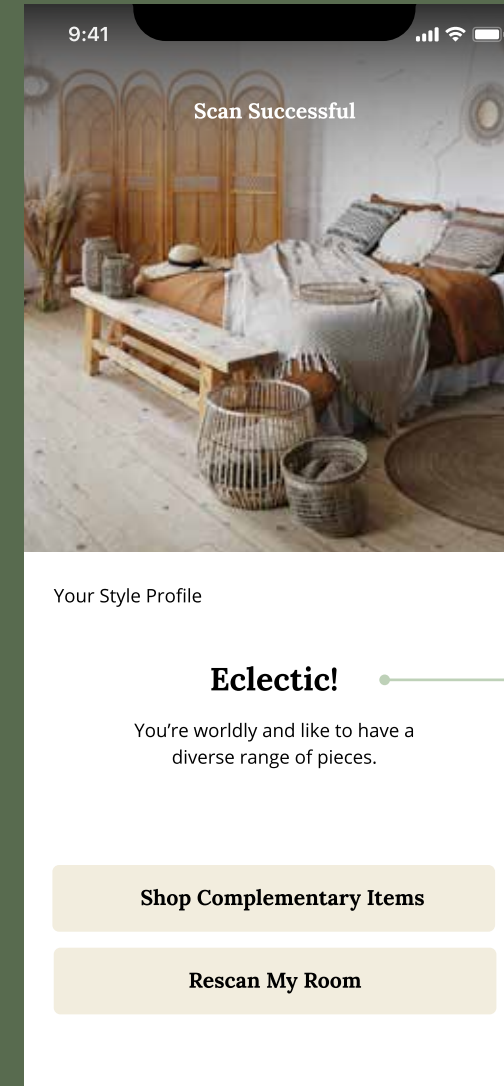 9:41
Scan Successful
Your Style Profile
Eclectic!
You’re worldly and like to have a
diverse range of pieces.
Shop Complementary Items
Rescan My Room